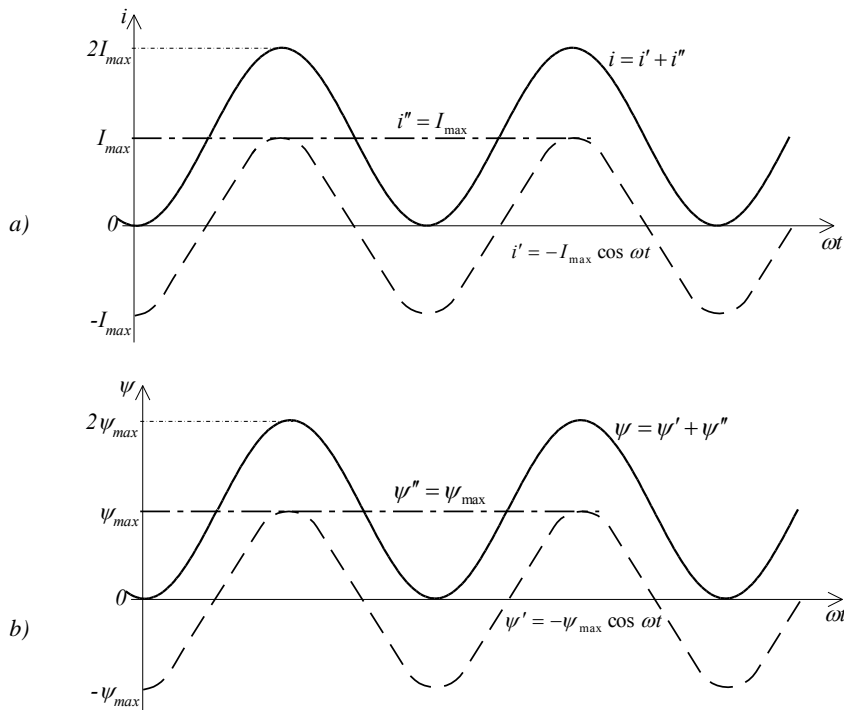 i
2I_max
i = i' + i"
i" = I_max
I_max
a)
0
ωt
i' = −I_max cos ωt
-I_max
ψ
2ψ_max
ψ = ψ' + ψ"
ψ" = ψ_max
ψ_max
0
b)
ωt
ψ' = −ψ_max cos ωt
-ψ_max